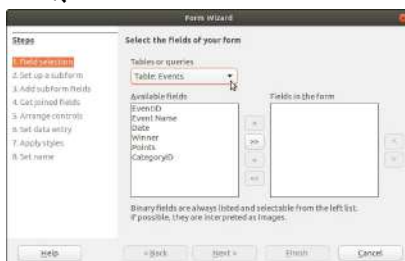 Form Wizard
Steps
Select the fields of your form
1. Field selection
2. Set up a subform
3. Add subform fields
4. Get joined fields
5. Arrange controls
6. Set data entry
7. Apply styles
8. Set name
Tables or queries
Table: Events
Available fields
Fields in the form
EventID
Event Name
Date
Winner
Points
CategoryID
>>
Binary fields are always listed and selectable from the left list.
If possible, they are interpreted as images.
Help
< Back
Next >
Finish
Cancel